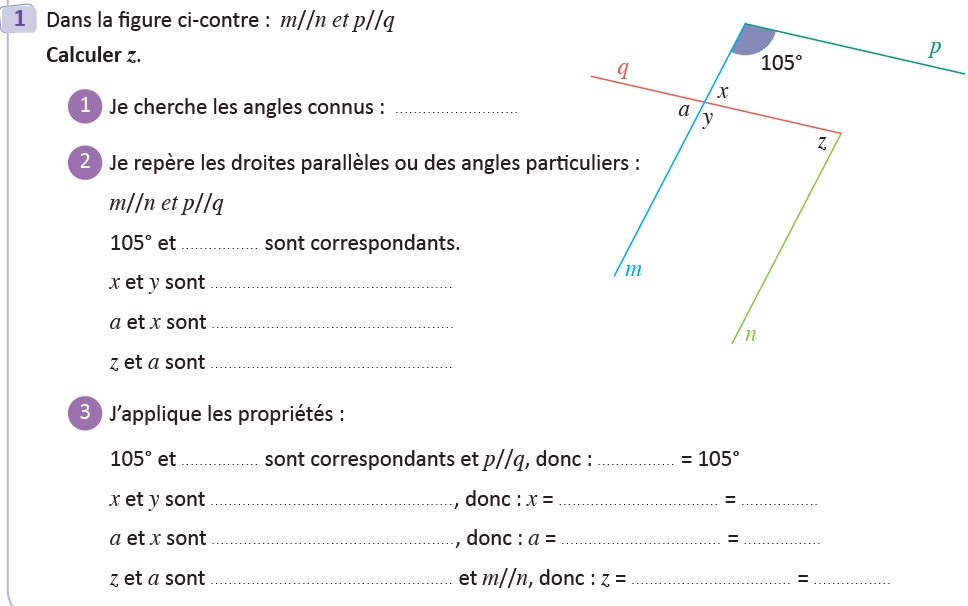 1 Dans la figure ci-contre : m//n et p//q
Calculer z.
1 Je cherche les angles connus : ........................
2 Je repère les droites parallèles ou des angles particuliers :
m//n et p//q
105° et ................ sont correspondants.
x et y sont ................................................
a et x sont ................................................
z et a sont ................................................
3 J'applique les propriétés :
105° et ................ sont correspondants et p//q, donc : ................ = 105°
x et y sont ................................................, donc : x = ................................ = ................
a et x sont ................................................, donc : a = ................................ = ................
z et a sont ................................................ et m//n, donc : z = ................................ = ................
p
105°
q
x
a
y
z
m
n